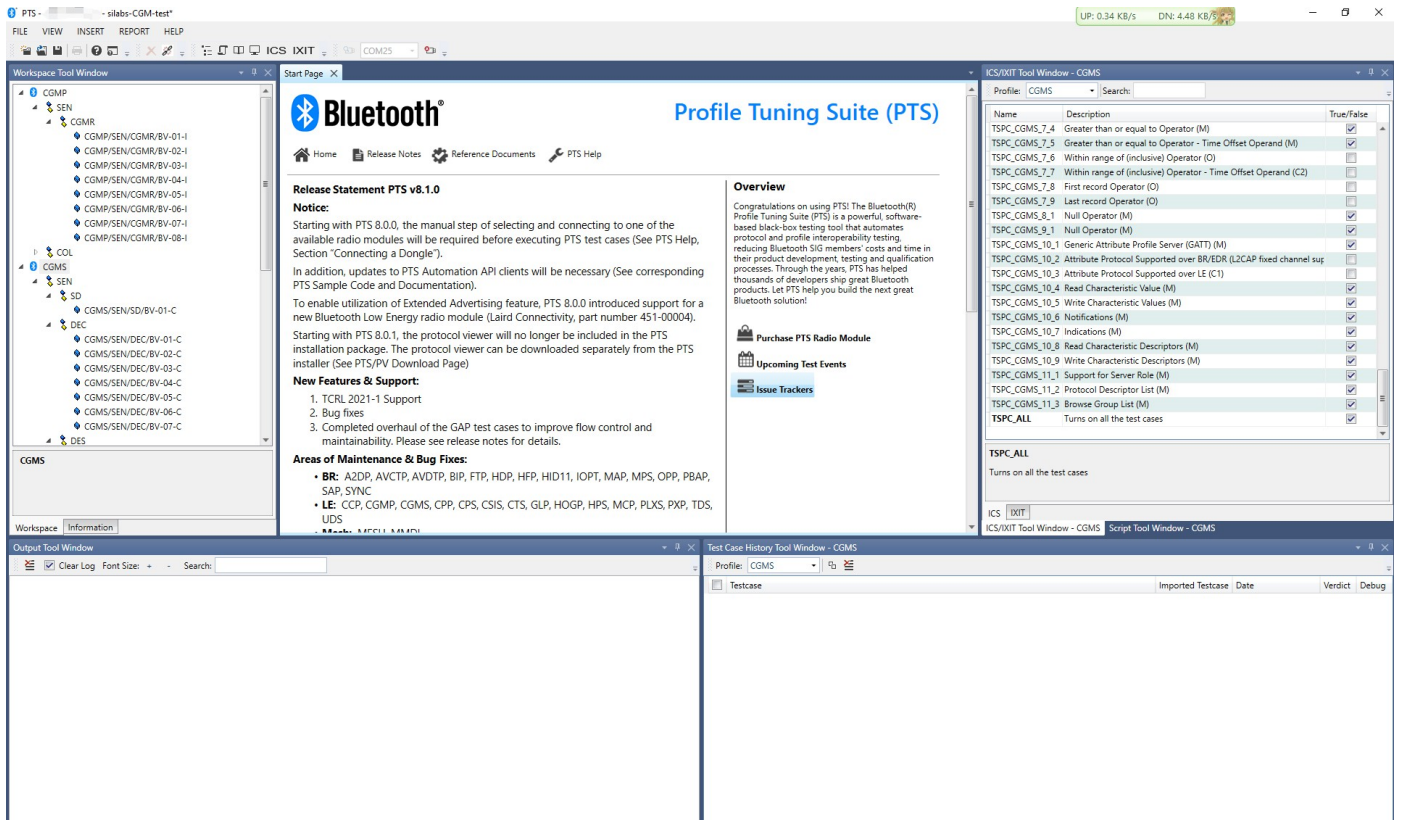 PTS - - silabs-CGM-test*
UP: 0.34 KB/s DN: 4.48 KB/s
FILE VIEW INSERT REPORT HELP
ICS IXIT COM25
Workspace Tool Window
CGMP
SEN
CGMR
CGMP/SEN/CGMR/BV-01-I
CGMP/SEN/CGMR/BV-02-I
CGMP/SEN/CGMR/BV-03-I
CGMP/SEN/CGMR/BV-04-I
CGMP/SEN/CGMR/BV-05-I
CGMP/SEN/CGMR/BV-06-I
CGMP/SEN/CGMR/BV-07-I
CGMP/SEN/CGMR/BV-08-I
COL
CGMS
SEN
SD
CGMS/SEN/SD/BV-01-C
DEC
CGMS/SEN/DEC/BV-01-C
CGMS/SEN/DEC/BV-02-C
CGMS/SEN/DEC/BV-03-C
CGMS/SEN/DEC/BV-04-C
CGMS/SEN/DEC/BV-05-C
CGMS/SEN/DEC/BV-06-C
CGMS/SEN/DEC/BV-07-C
DES
CGMS
Workspace Information
Start Page
Bluetooth®
Profile Tuning Suite (PTS)
Home Release Notes Reference Documents PTS Help
Release Statement PTS v8.1.0
Notice:
Starting with PTS 8.0.0, the manual step of selecting and connecting to one of the
available radio modules will be required before executing PTS test cases (See PTS Help,
Section "Connecting a Dongle").
In addition, updates to PTS Automation API clients will be necessary (See corresponding
PTS Sample Code and Documentation).
To enable utilization of Extended Advertising feature, PTS 8.0.0 introduced support for a
new Bluetooth Low Energy radio module (Laird Connectivity, part number 451-00004).
Starting with PTS 8.0.1, the protocol viewer will no longer be included in the PTS
installation package. The protocol viewer can be downloaded separately from the PTS
installer (See PTS/PV Download Page)
New Features & Support:
1. TCRL 2021-1 Support
2. Bug fixes
3. Completed overhaul of the GAP test cases to improve flow control and
maintainability. Please see release notes for details.
Areas of Maintenance & Bug Fixes:
• BR: A2DP, AVCTP, AVDTP, BIP, FTP, HDP, HFP, HID11, IOPT, MAP, MPS, OPP, PBAP,
SAP, SYNC
• LE: CCP, CGMP, CGMS, CPP, CPS, CSIS, CTS, GLP, HOGP, HPS, MCP, PLXS, PXP, TDS,
UDS
• Mesh: MESH, MMDL
Overview
Congratulations on using PTS! The Bluetooth(R)
Profile Tuning Suite (PTS) is a powerful, software-
based black-box testing tool that automates
protocol and profile interoperability testing,
reducing Bluetooth SIG members' costs and time in
their product development, testing and qualification
processes. Through the years, PTS has helped
thousands of developers ship great Bluetooth
products. Let PTS help you build the next great
Bluetooth solution!
Purchase PTS Radio Module
Upcoming Test Events
Issue Trackers
ICS/IXIT Tool Window - CGMS
Profile: CGMS Search:
Name Description True/False
TSPC_CGMS_7_4 Greater than or equal to Operator (M)
TSPC_CGMS_7_5 Greater than or equal to Operator - Time Offset Operand (M)
TSPC_CGMS_7_6 Within range of (inclusive) Operator (O)
TSPC_CGMS_7_7 Within range of (inclusive) Operator - Time Offset Operand (C2)
TSPC_CGMS_7_8 First record Operator (O)
TSPC_CGMS_7_9 Last record Operator (O)
TSPC_CGMS_8_1 Null Operator (M)
TSPC_CGMS_9_1 Null Operator (M)
TSPC_CGMS_10_1 Generic Attribute Profile Server (GATT) (M)
TSPC_CGMS_10_2 Attribute Protocol Supported over BR/EDR (L2CAP fixed channel sup
TSPC_CGMS_10_3 Attribute Protocol Supported over LE (C1)
TSPC_CGMS_10_4 Read Characteristic Value (M)
TSPC_CGMS_10_5 Write Characteristic Values (M)
TSPC_CGMS_10_6 Notifications (M)
TSPC_CGMS_10_7 Indications (M)
TSPC_CGMS_10_8 Read Characteristic Descriptors (M)
TSPC_CGMS_10_9 Write Characteristic Descriptors (M)
TSPC_CGMS_11_1 Support for Server Role (M)
TSPC_CGMS_11_2 Protocol Descriptor List (M)
TSPC_CGMS_11_3 Browse Group List (M)
TSPC_ALL Turns on all the test cases
TSPC_ALL
Turns on all the test cases
ICS IXIT
ICS/IXIT Tool Window - CGMS Script Tool Window - CGMS
Output Tool Window
Clear Log Font Size: + - Search:
Test Case History Tool Window - CGMS
Profile: CGMS
Testcase Imported Testcase Date Verdict Debug